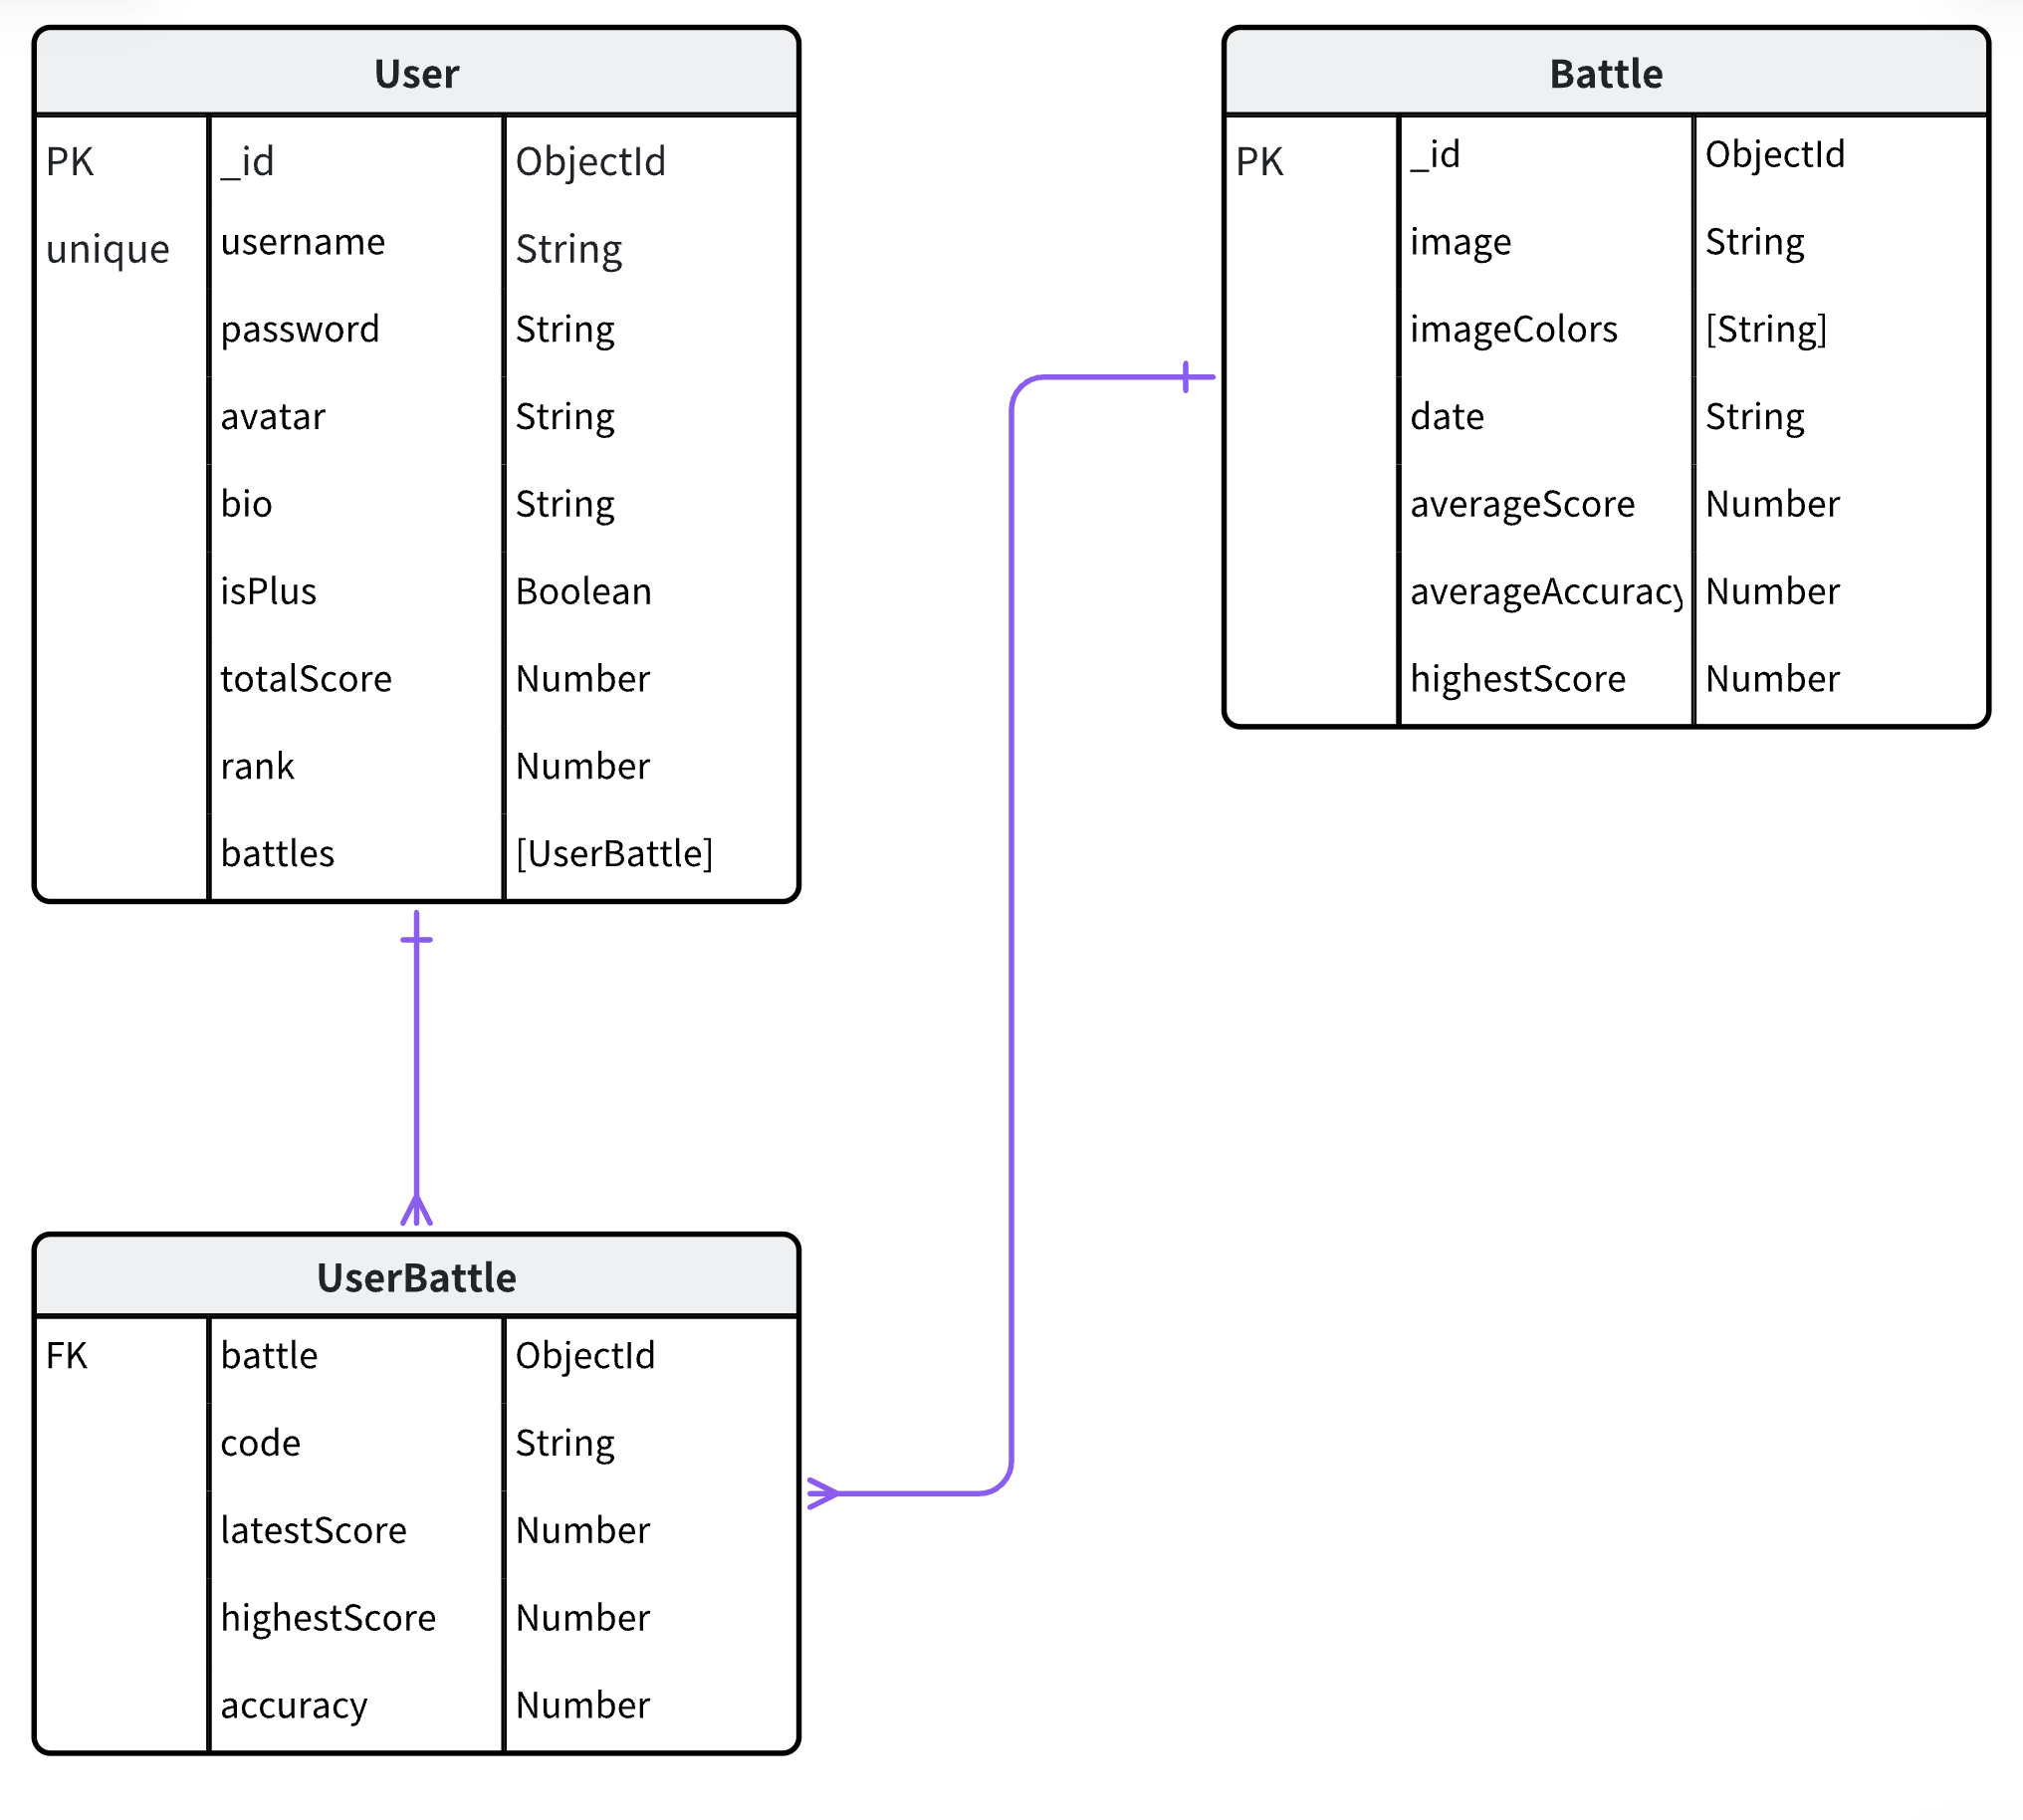 User
PK _id ObjectId
unique username String
password String
avatar String
bio String
isPlus Boolean
totalScore Number
rank Number
battles [UserBattle]
Battle
PK _id ObjectId
image String
imageColors [String]
date String
averageScore Number
averageAccuracy Number
highestScore Number
UserBattle
FK battle ObjectId
code String
latestScore Number
highestScore Number
accuracy Number